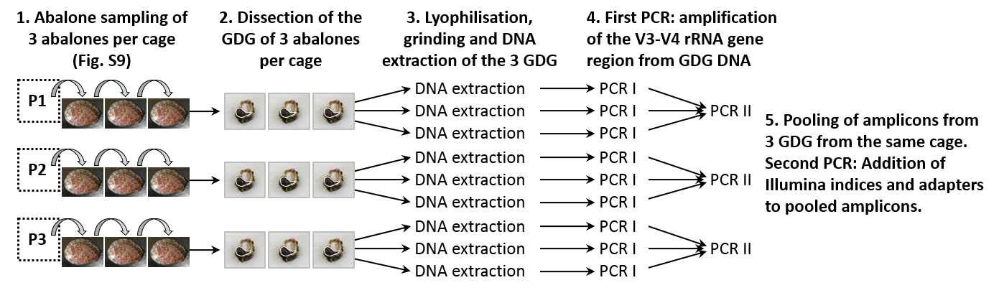 1. Abalone sampling of
3 abalones per cage
(Fig. S9)
2. Dissection of the
GDG of 3 abalones
per cage
3. Lyophilisation,
grinding and DNA
extraction of the 3 GDG
4. First PCR: amplification
of the V3-V4 rRNA gene
region from GDG DNA
P1
DNA extraction
PCR I
DNA extraction
PCR I
DNA extraction
PCR I
PCR II
P2
DNA extraction
PCR I
DNA extraction
PCR I
DNA extraction
PCR I
PCR II
P3
DNA extraction
PCR I
DNA extraction
PCR I
DNA extraction
PCR I
PCR II
5. Pooling of amplicons from
3 GDG from the same cage.
Second PCR: Addition of
Illumina indices and adapters
to pooled amplicons.